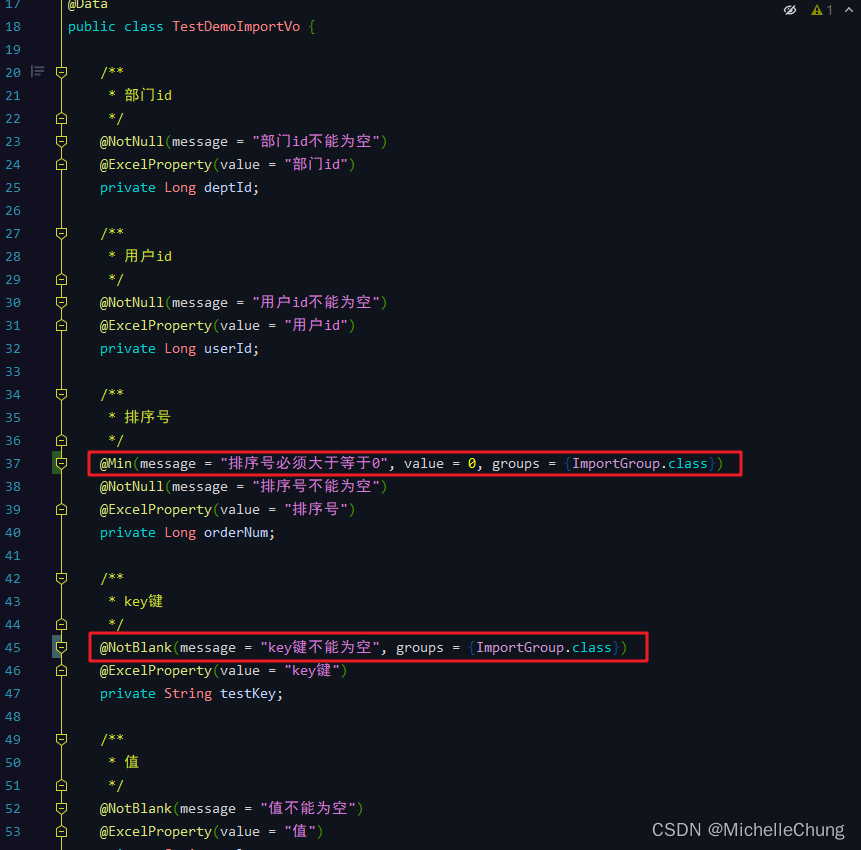 17 @Data
18 public class TestDemoImportVo {
1
19
20 /**
21 * 部门id
22 */
23 @NotNull(message = "部门id不能为空")
24 @ExcelProperty(value = "部门id")
25 private Long deptId;
26
27 /**
28 * 用户id
29 */
30 @NotNull(message = "用户id不能为空")
31 @ExcelProperty(value = "用户id")
32 private Long userId;
33
34 /**
35 * 排序号
36 */
37 @Min(message = "排序号必须大于等于0", value = 0, groups = {ImportGroup.class})
38 @NotNull(message = "排序号不能为空")
39 @ExcelProperty(value = "排序号")
40 private Long orderNum;
41
42 /**
43 * key键
44 */
45 @NotBlank(message = "key键不能为空", groups = {ImportGroup.class})
46 @ExcelProperty(value = "key键")
47 private String testKey;
48
49 /**
50 * 值
51 */
52 @NotBlank(message = "值不能为空")
53 @ExcelProperty(value = "值")
CSDN @MichelleChung